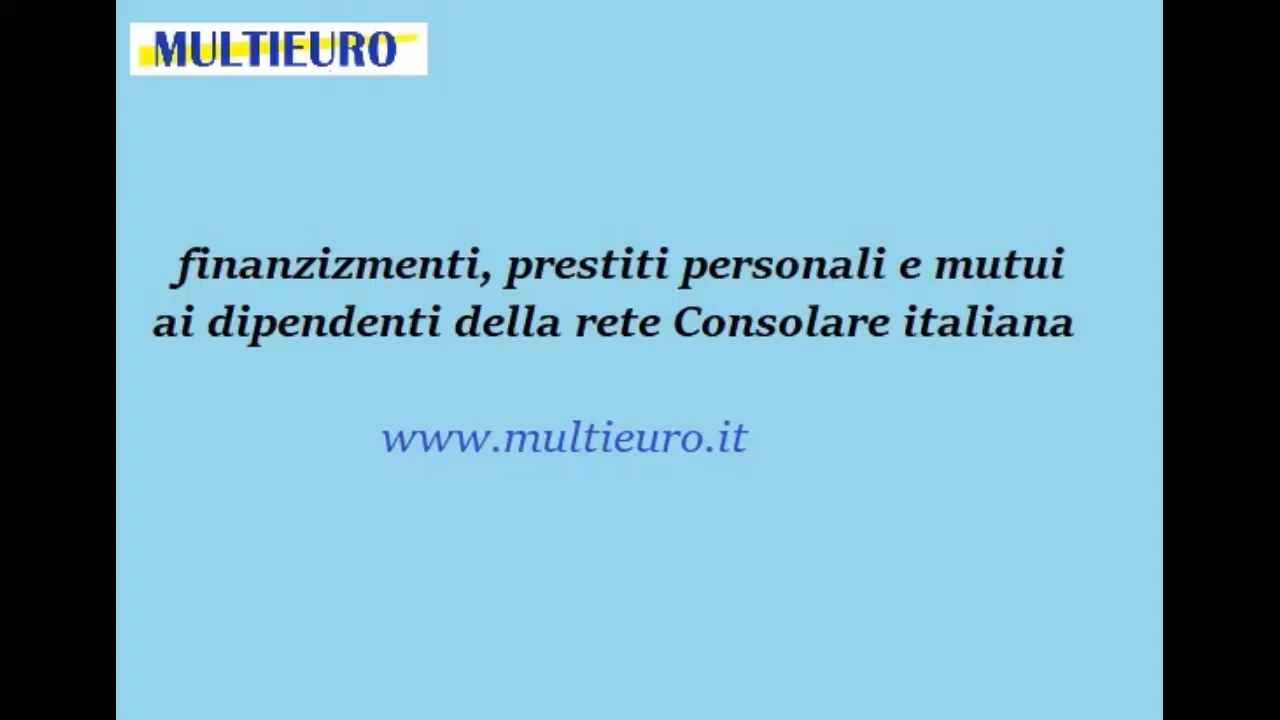 MULTIEURO
finanzizmenti, prestiti personali e mutui
ai dipendenti della rete Consolare italiana
www.multieuro.it